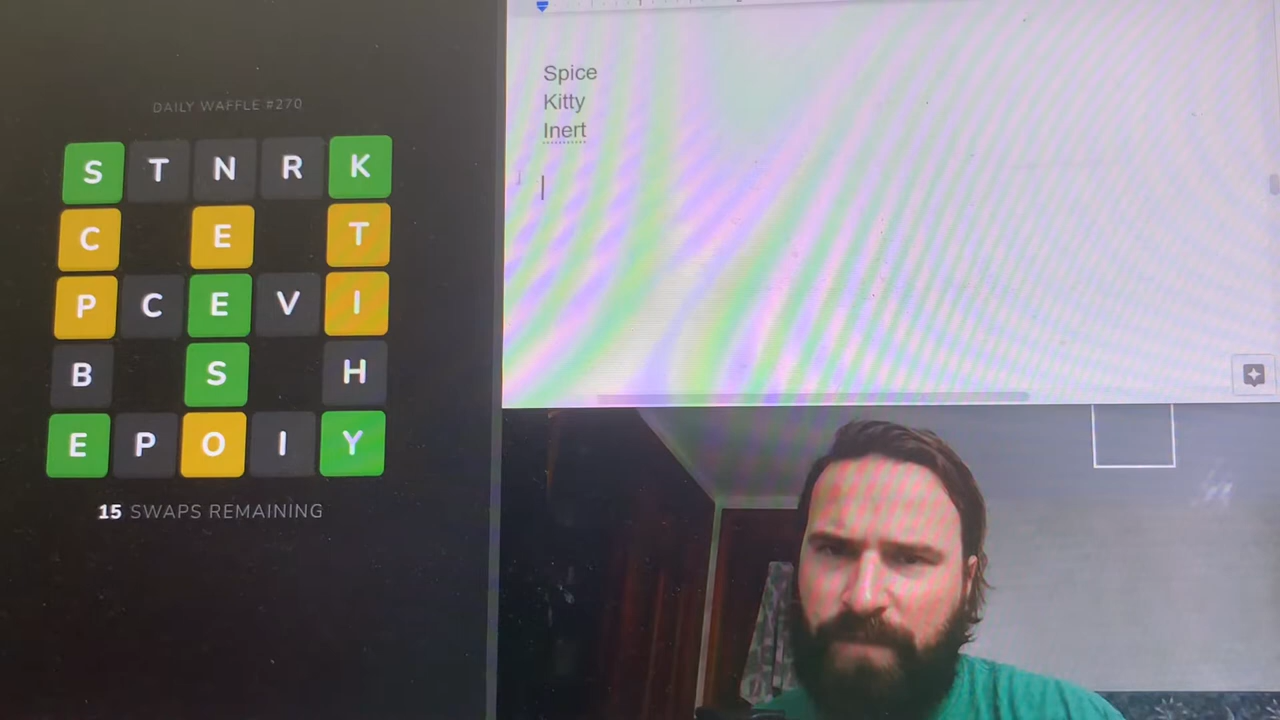 DAILY WAFFLE #270
S T N R K
C E T
P C E V I
B S H
E P O I Y
15 SWAPS REMAINING
Spice
Kitty
Inert